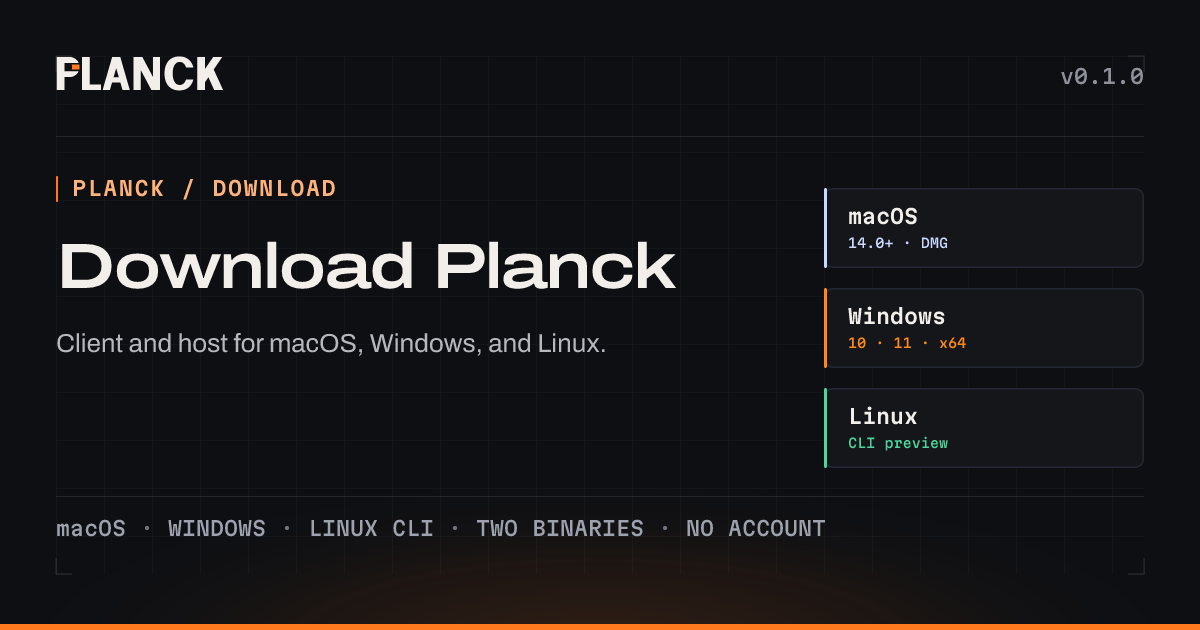 PLANCK
v0.1.0
PLANCK / DOWNLOAD
Download Planck
Client and host for macOS, Windows, and Linux.
macOS
14.0+ · DMG
Windows
10 · 11 · x64
Linux
CLI preview
macOS · WINDOWS · LINUX CLI · TWO BINARIES · NO ACCOUNT